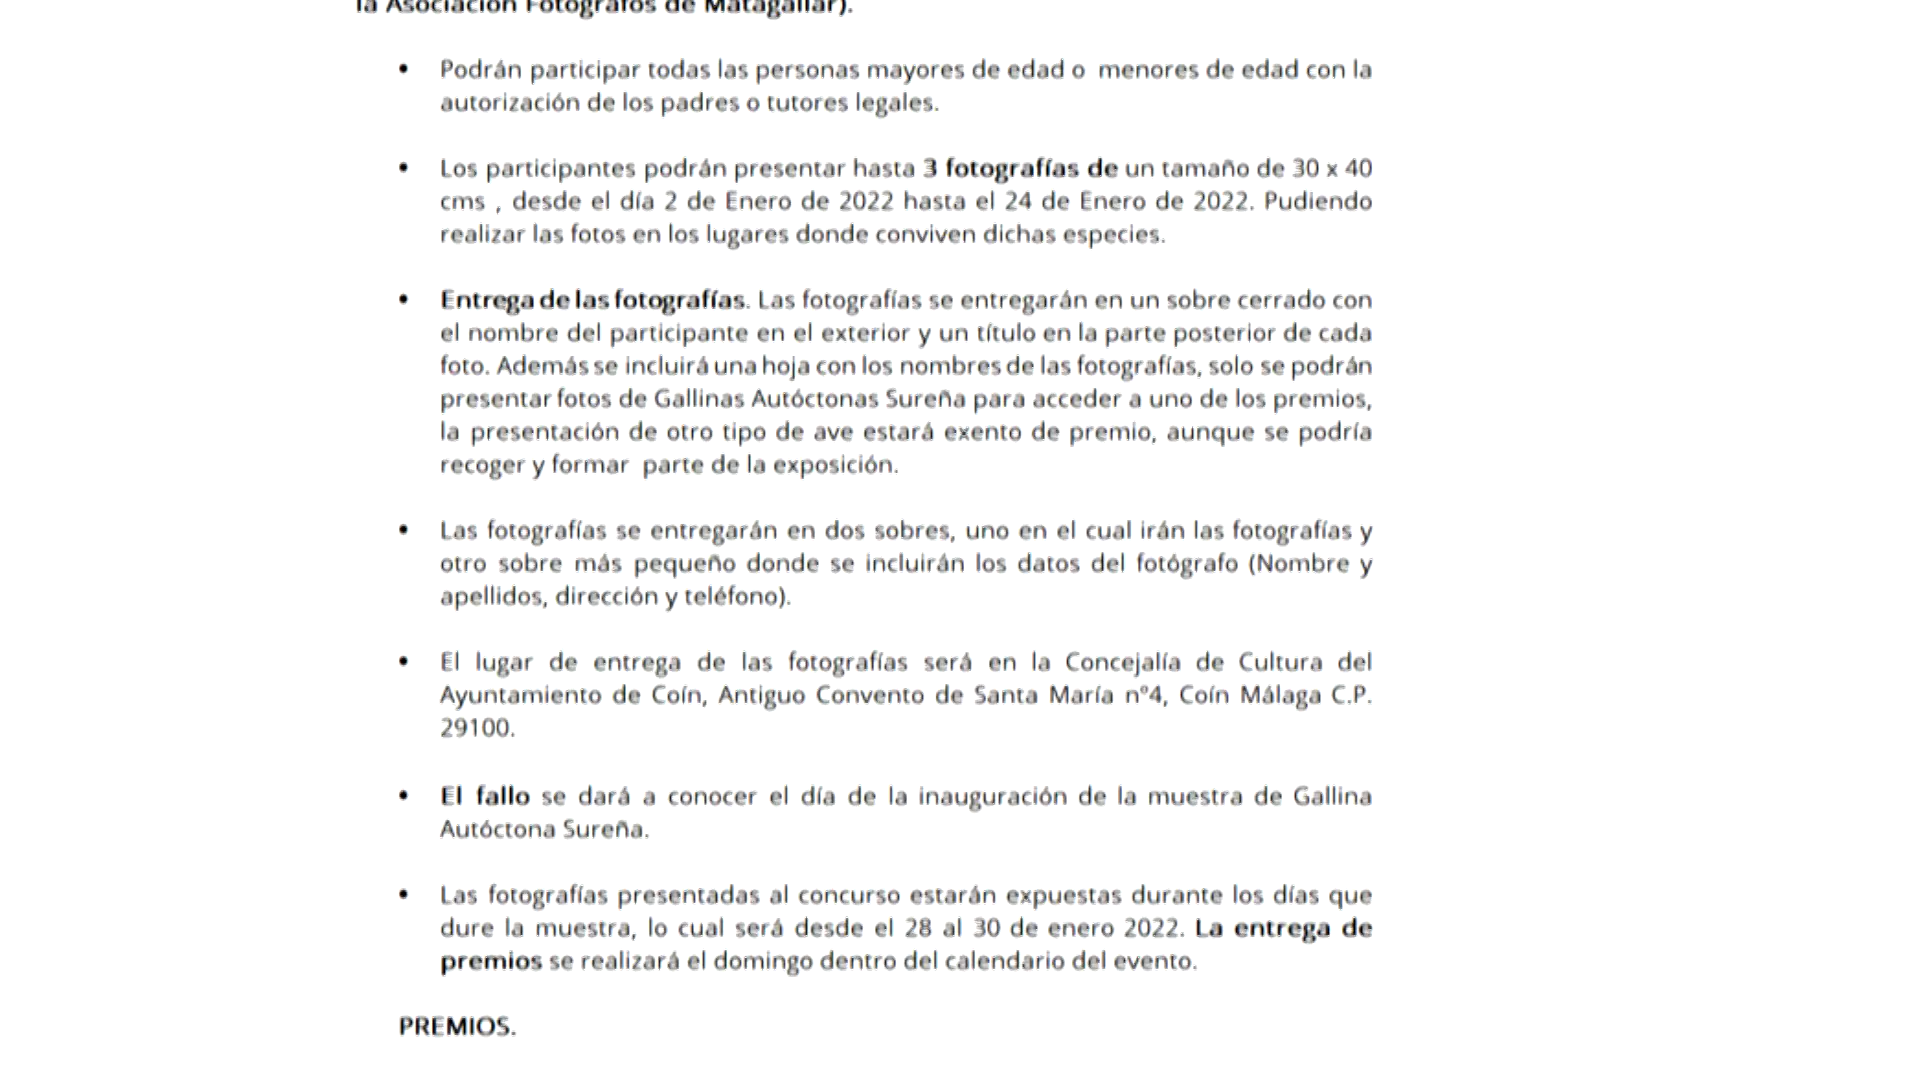 la Asociación Fotógrafos de Matagallar).
• Podrán participar todas las personas mayores de edad o menores de edad con la
autorización de los padres o tutores legales.
• Los participantes podrán presentar hasta 3 fotografías de un tamaño de 30 x 40
cms , desde el día 2 de Enero de 2022 hasta el 24 de Enero de 2022. Pudiendo
realizar las fotos en los lugares donde conviven dichas especies.
• Entrega de las fotografías. Las fotografías se entregarán en un sobre cerrado con
el nombre del participante en el exterior y un título en la parte posterior de cada
foto. Además se incluirá una hoja con los nombres de las fotografías, solo se podrán
presentar fotos de Gallinas Autóctonas Sureña para acceder a uno de los premios,
la presentación de otro tipo de ave estará exento de premio, aunque se podría
recoger y formar parte de la exposición.
• Las fotografías se entregarán en dos sobres, uno en el cual irán las fotografías y
otro sobre más pequeño donde se incluirán los datos del fotógrafo (Nombre y
apellidos, dirección y teléfono).
• El lugar de entrega de las fotografías será en la Concejalía de Cultura del
Ayuntamiento de Coín, Antiguo Convento de Santa María nº4, Coín Málaga C.P.
29100.
• El fallo se dará a conocer el día de la inauguración de la muestra de Gallina
Autóctona Sureña.
• Las fotografías presentadas al concurso estarán expuestas durante los días que
dure la muestra, lo cual será desde el 28 al 30 de enero 2022. La entrega de
premios se realizará el domingo dentro del calendario del evento.
PREMIOS.